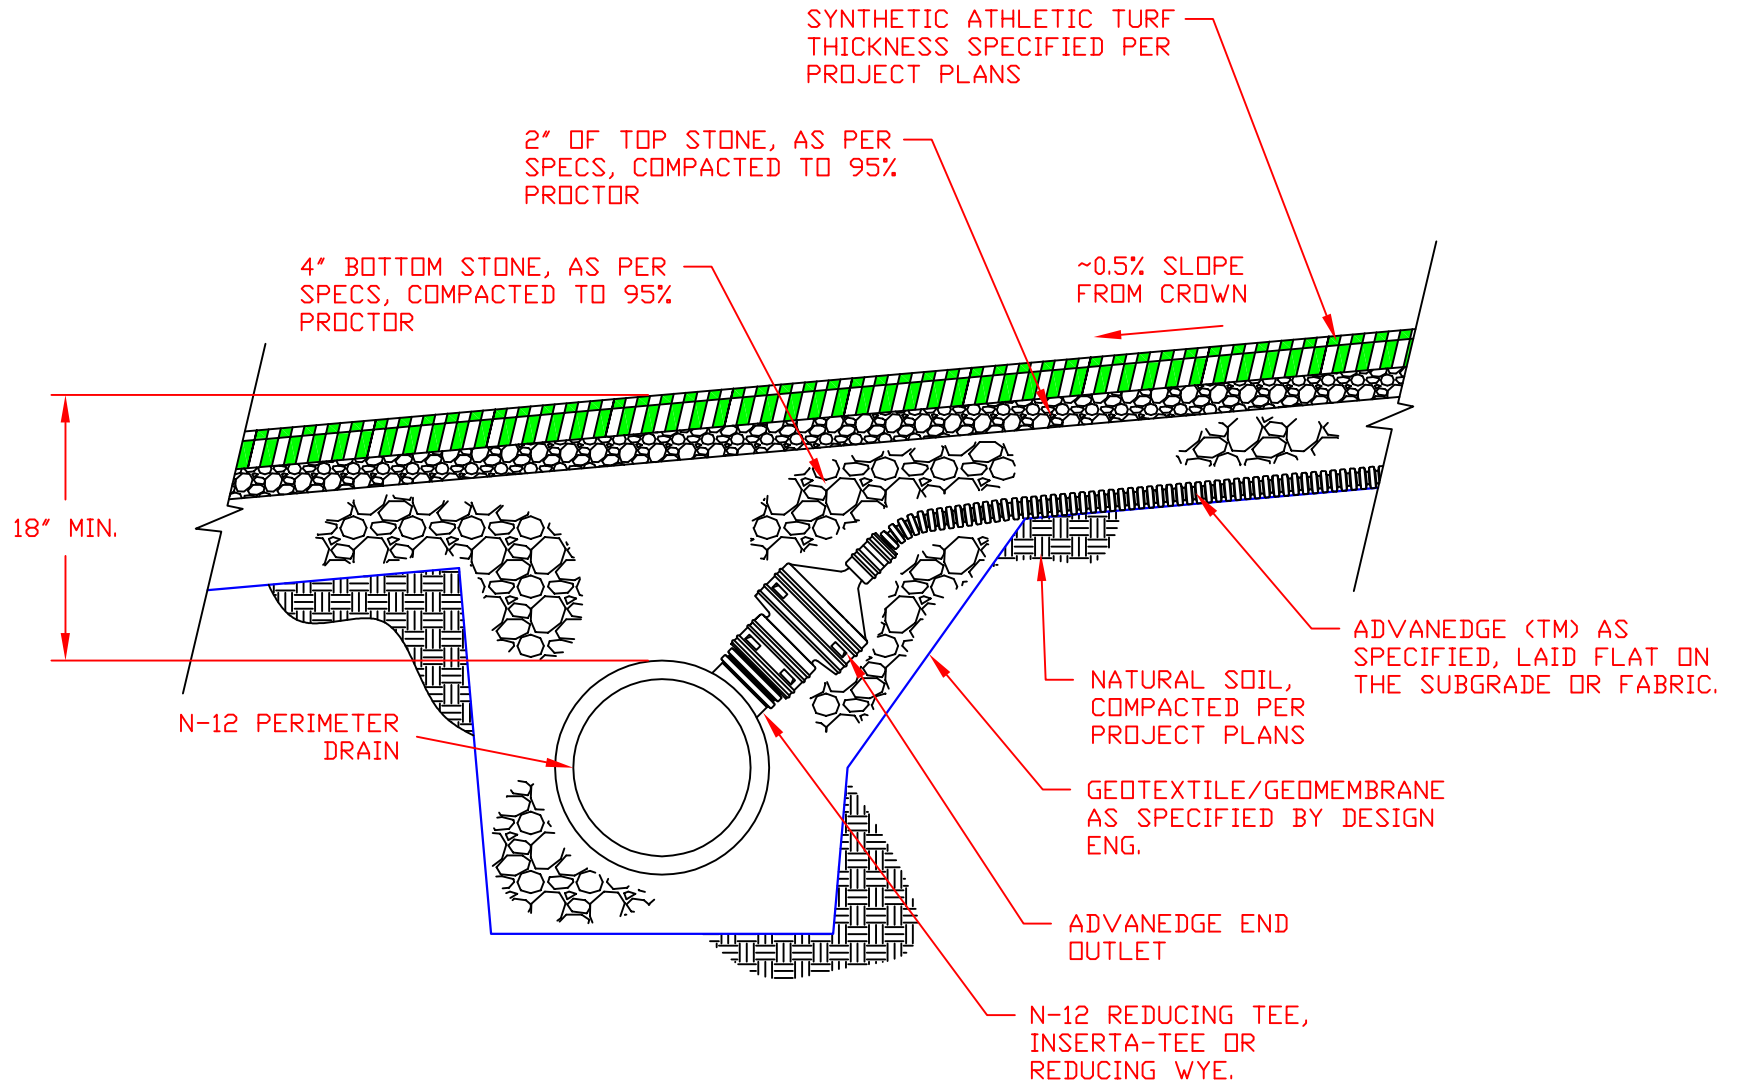 SYNTHETIC ATHLETIC TURF
THICKNESS SPECIFIED PER
PROJECT PLANS
2" OF TOP STONE, AS PER
SPECS, COMPACTED TO 95%
PROCTOR
4" BOTTOM STONE, AS PER
SPECS, COMPACTED TO 95%
PROCTOR
~0.5% SLOPE
FROM CROWN
18" MIN.
N-12 PERIMETER
DRAIN
ADVANEDGE (TM) AS
SPECIFIED, LAID FLAT ON
THE SUBGRADE OR FABRIC.
NATURAL SOIL,
COMPACTED PER
PROJECT PLANS
GEOTEXTILE/GEOMEMBRANE
AS SPECIFIED BY DESIGN
ENG.
ADVANEDGE END
OUTLET
N-12 REDUCING TEE,
INSERTA-TEE OR
REDUCING WYE.